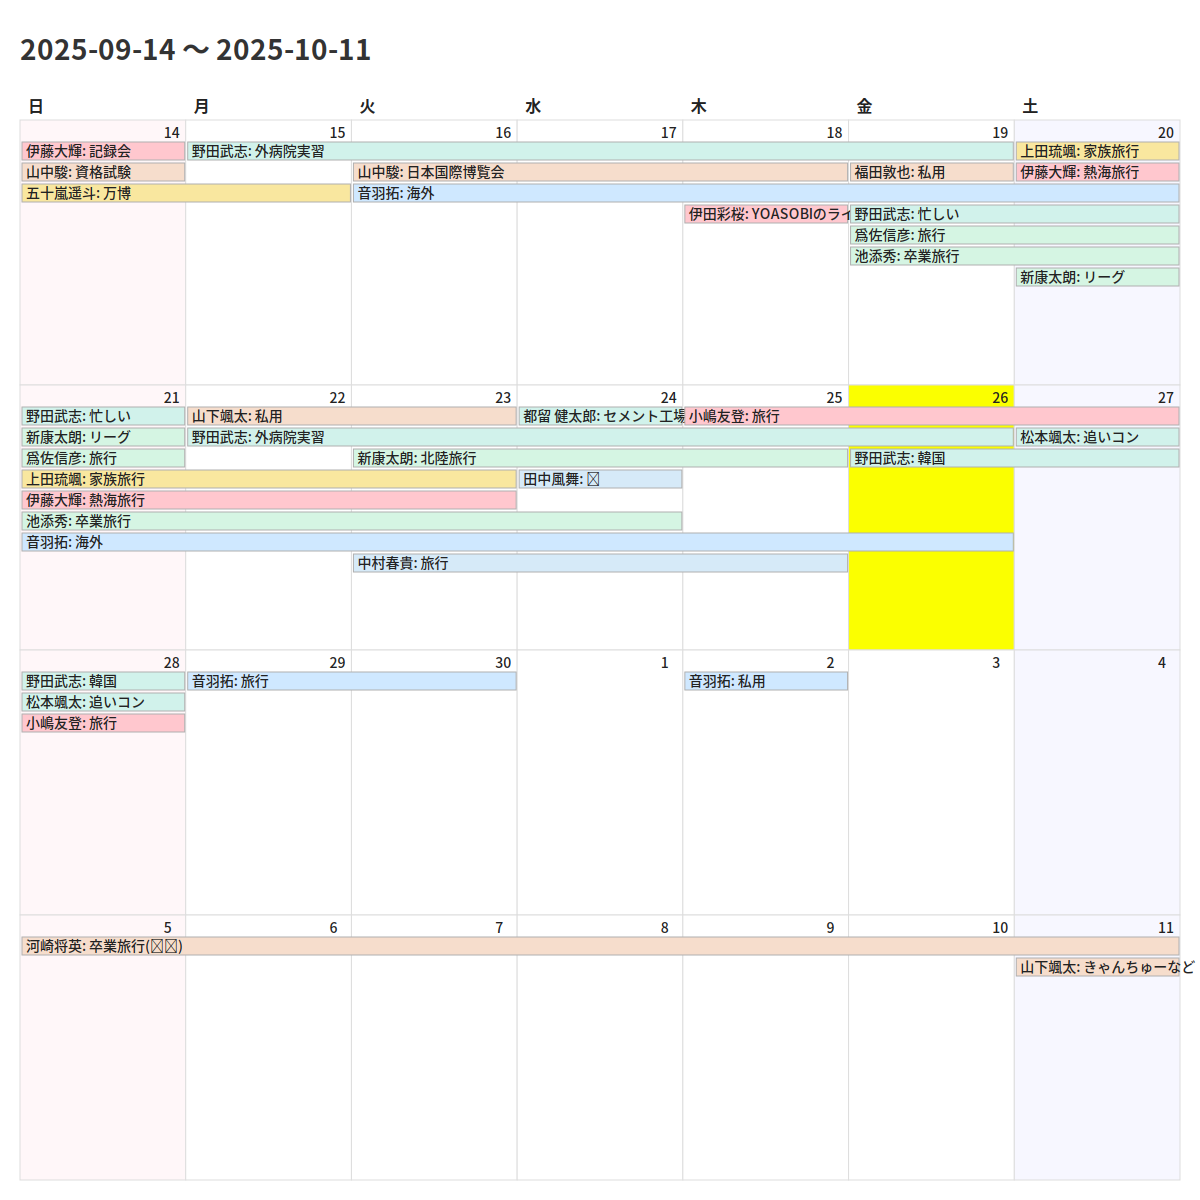 2025-09-14 〜 2025-10-11
日 月 火 水 木 金 土
14 15 16 17 18 19 20
伊藤大輝: 記録会 野田武志: 外病院実習 上田琉颯: 家族旅行
山中駿: 資格試験 山中駿: 日本国際博覧会 福田敦也: 私用 伊藤大輝: 熱海旅行
五十嵐遥斗: 万博 音羽拓: 海外
伊田彩桜: YOASOBIのライ 野田武志: 忙しい
爲佐信彦: 旅行
池添秀: 卒業旅行
新康太朗: リーグ
21 22 23 24 25 26 27
野田武志: 忙しい 山下颯太: 私用 都留 健太郎: セメント工場 小嶋友登: 旅行
新康太朗: リーグ 野田武志: 外病院実習 松本颯太: 追いコン
爲佐信彦: 旅行 新康太朗: 北陸旅行 野田武志: 韓国
上田琉颯: 家族旅行 田中風舞:
伊藤大輝: 熱海旅行
池添秀: 卒業旅行
音羽拓: 海外
中村春貴: 旅行
28 29 30 1 2 3 4
野田武志: 韓国 音羽拓: 旅行 音羽拓: 私用
松本颯太: 追いコン
小嶋友登: 旅行
5 6 7 8 9 10 11
河崎将英: 卒業旅行()
山下颯太: きゃんちゅーなど